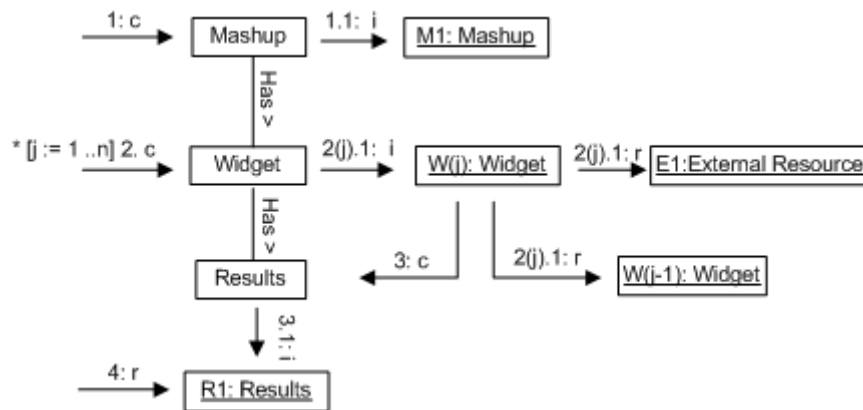 1: c
Mashup
1.1: i
M1: Mashup
Has >
* [j := 1 ..n] 2. c
Widget
2(j).1: i
W(j): Widget
2(j).1: r
E1:External Resource
Has >
Results
3: c
2(j).1: r
W(j-1): Widget
3.1: i
4: r
R1: Results